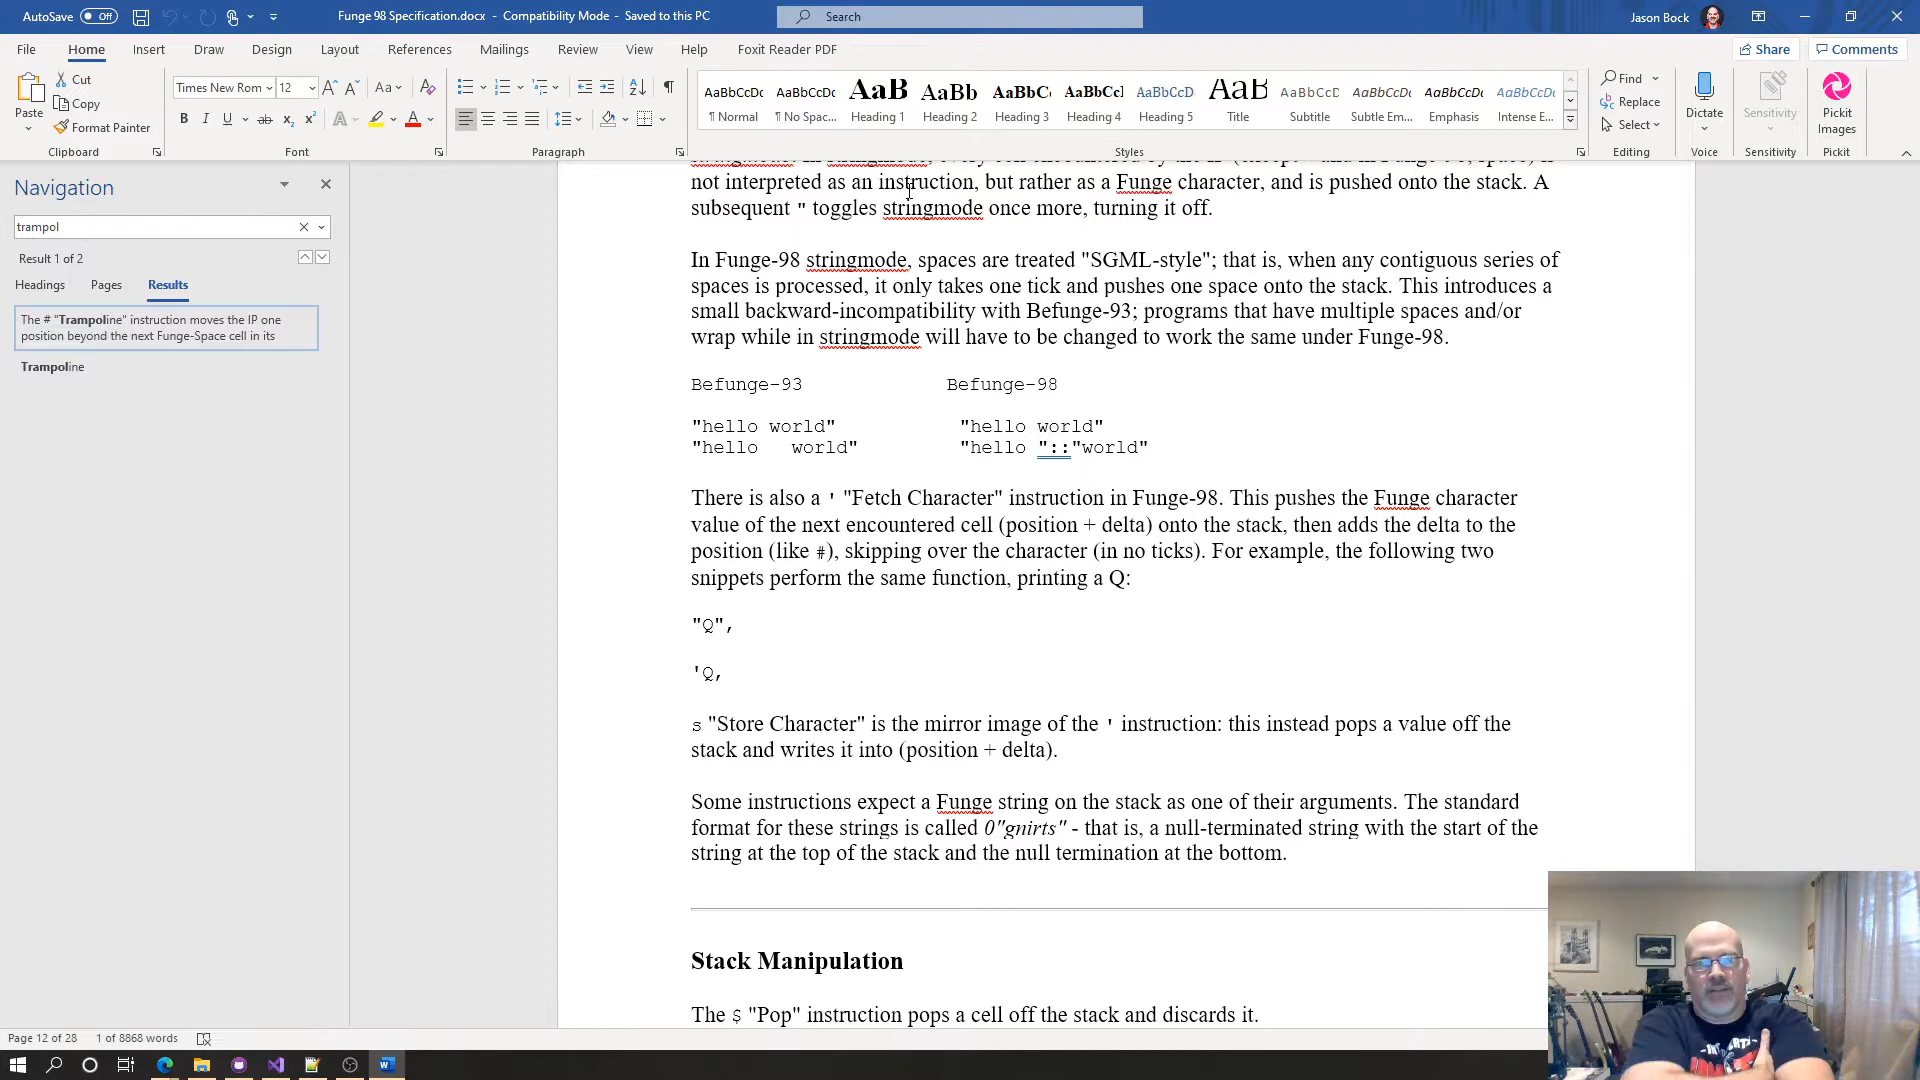 AutoSave Off
Funge 98 Specification.docx - Compatibility Mode - Saved to this PC
Search
Jason Bock
File Home Insert Draw Design Layout References Mailings Review View Help Foxit Reader PDF
Share Comments
Paste
Cut
Copy
Format Painter
Clipboard
Times New Rom 12
Font
Paragraph
AaBbCcDc AaBbCcDc AaB AaBb AaBbC AaBbCc AaBbCcD AaB AaBbCcD AaBbCcDc AaBbCcDc AaBbCcDc
¶ Normal ¶ No Spac... Heading 1 Heading 2 Heading 3 Heading 4 Heading 5 Title Subtitle Subtle Em... Emphasis Intense E...
Styles
Find
Replace
Select
Editing
Dictate
Voice
Sensitivity
Sensitivity
Pickit
Images
Pickit
Navigation
trampol
Result 1 of 2
Headings Pages Results
The # "Trampoline" instruction moves the IP one
position beyond the next Funge-Space cell in its
Trampoline
not interpreted as an instruction, but rather as a Funge character, and is pushed onto the stack. A
subsequent " toggles stringmode once more, turning it off.
In Funge-98 stringmode, spaces are treated "SGML-style"; that is, when any contiguous series of
spaces is processed, it only takes one tick and pushes one space onto the stack. This introduces a
small backward-incompatibility with Befunge-93; programs that have multiple spaces and/or
wrap while in stringmode will have to be changed to work the same under Funge-98.
Befunge-93 Befunge-98
"hello world" "hello world"
"hello   world" "hello "::"world"
There is also a ' "Fetch Character" instruction in Funge-98. This pushes the Funge character
value of the next encountered cell (position + delta) onto the stack, then adds the delta to the
position (like #), skipping over the character (in no ticks). For example, the following two
snippets perform the same function, printing a Q:
"Q",
'Q,
s "Store Character" is the mirror image of the ' instruction: this instead pops a value off the
stack and writes it into (position + delta).
Some instructions expect a Funge string on the stack as one of their arguments. The standard
format for these strings is called 0"gnirts" - that is, a null-terminated string with the start of the
string at the top of the stack and the null termination at the bottom.
Stack Manipulation
The $ "Pop" instruction pops a cell off the stack and discards it.
Page 12 of 28 1 of 8868 words